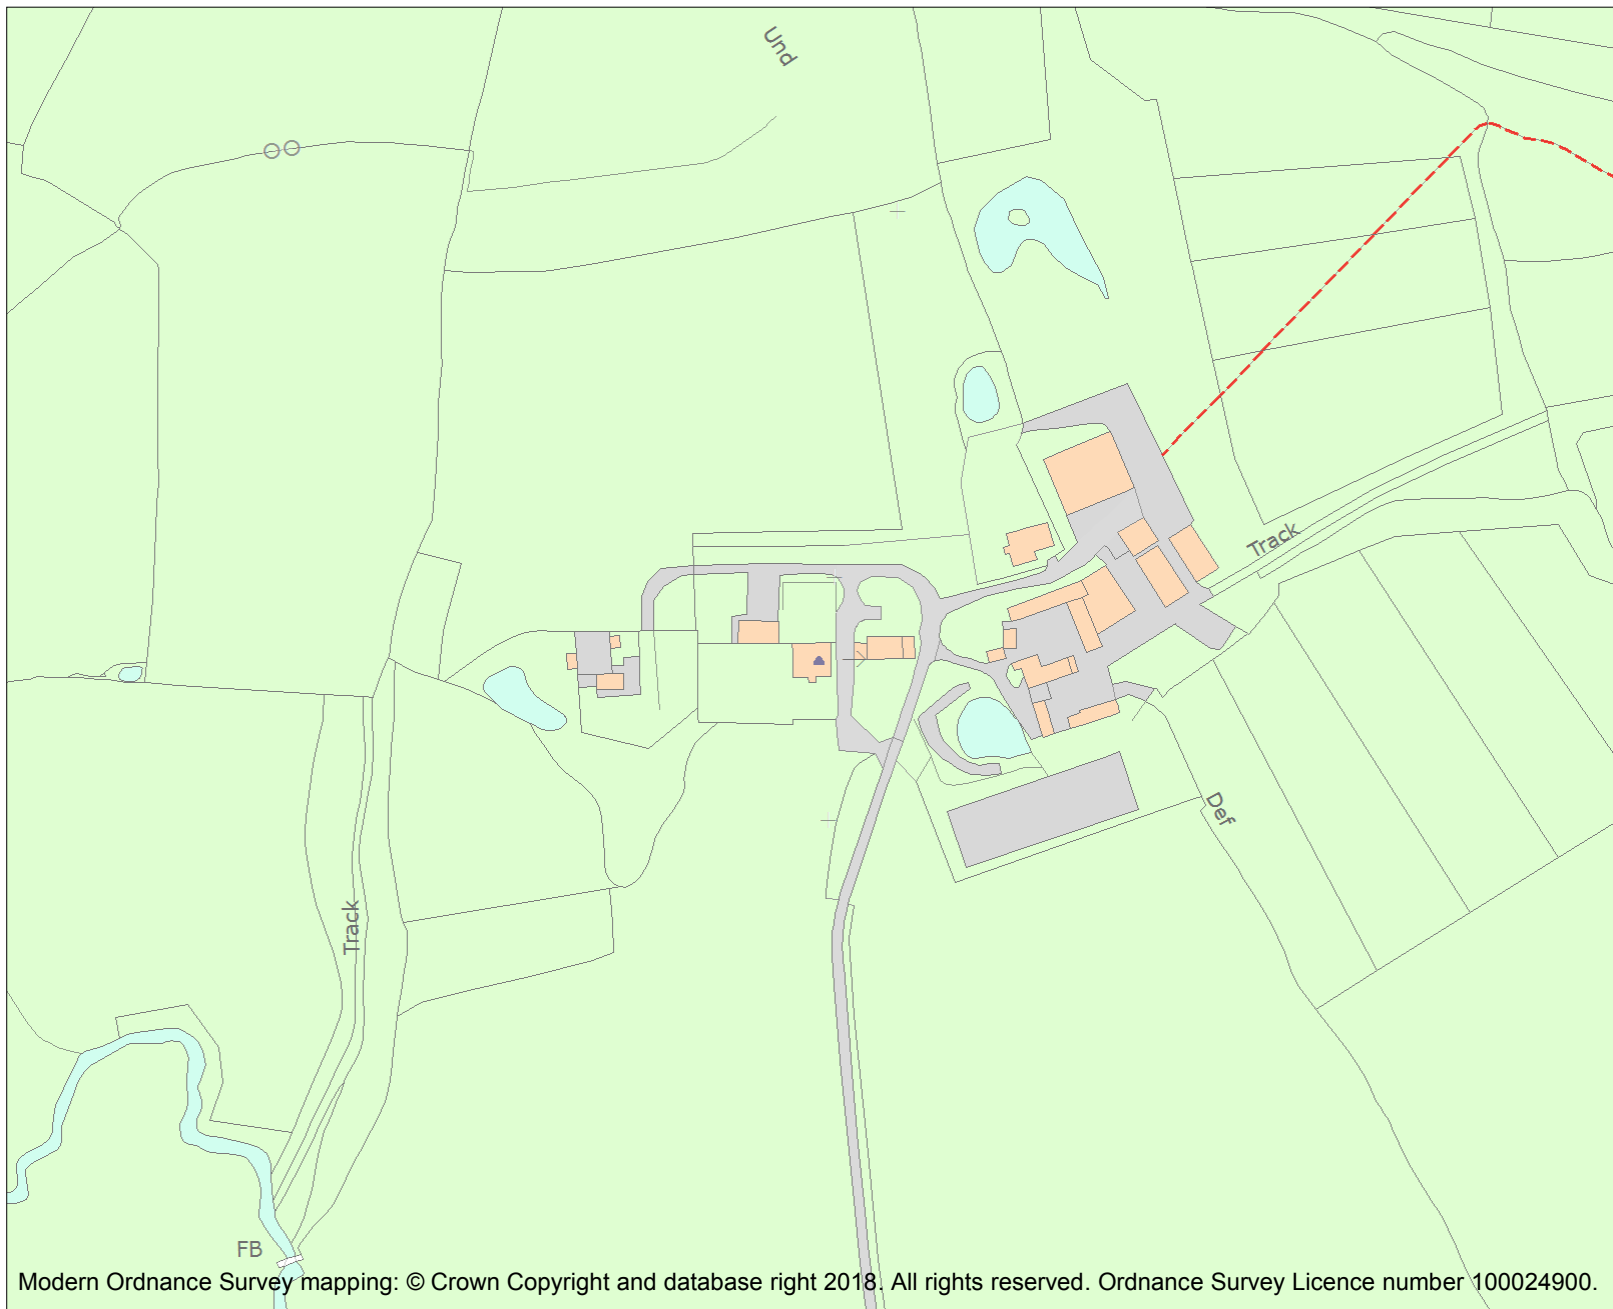 Und
Track
Def
Track
FB
Modern Ordnance Survey mapping: © Crown Copyright and database right 2018. All rights reserved. Ordnance Survey Licence number 100024900.